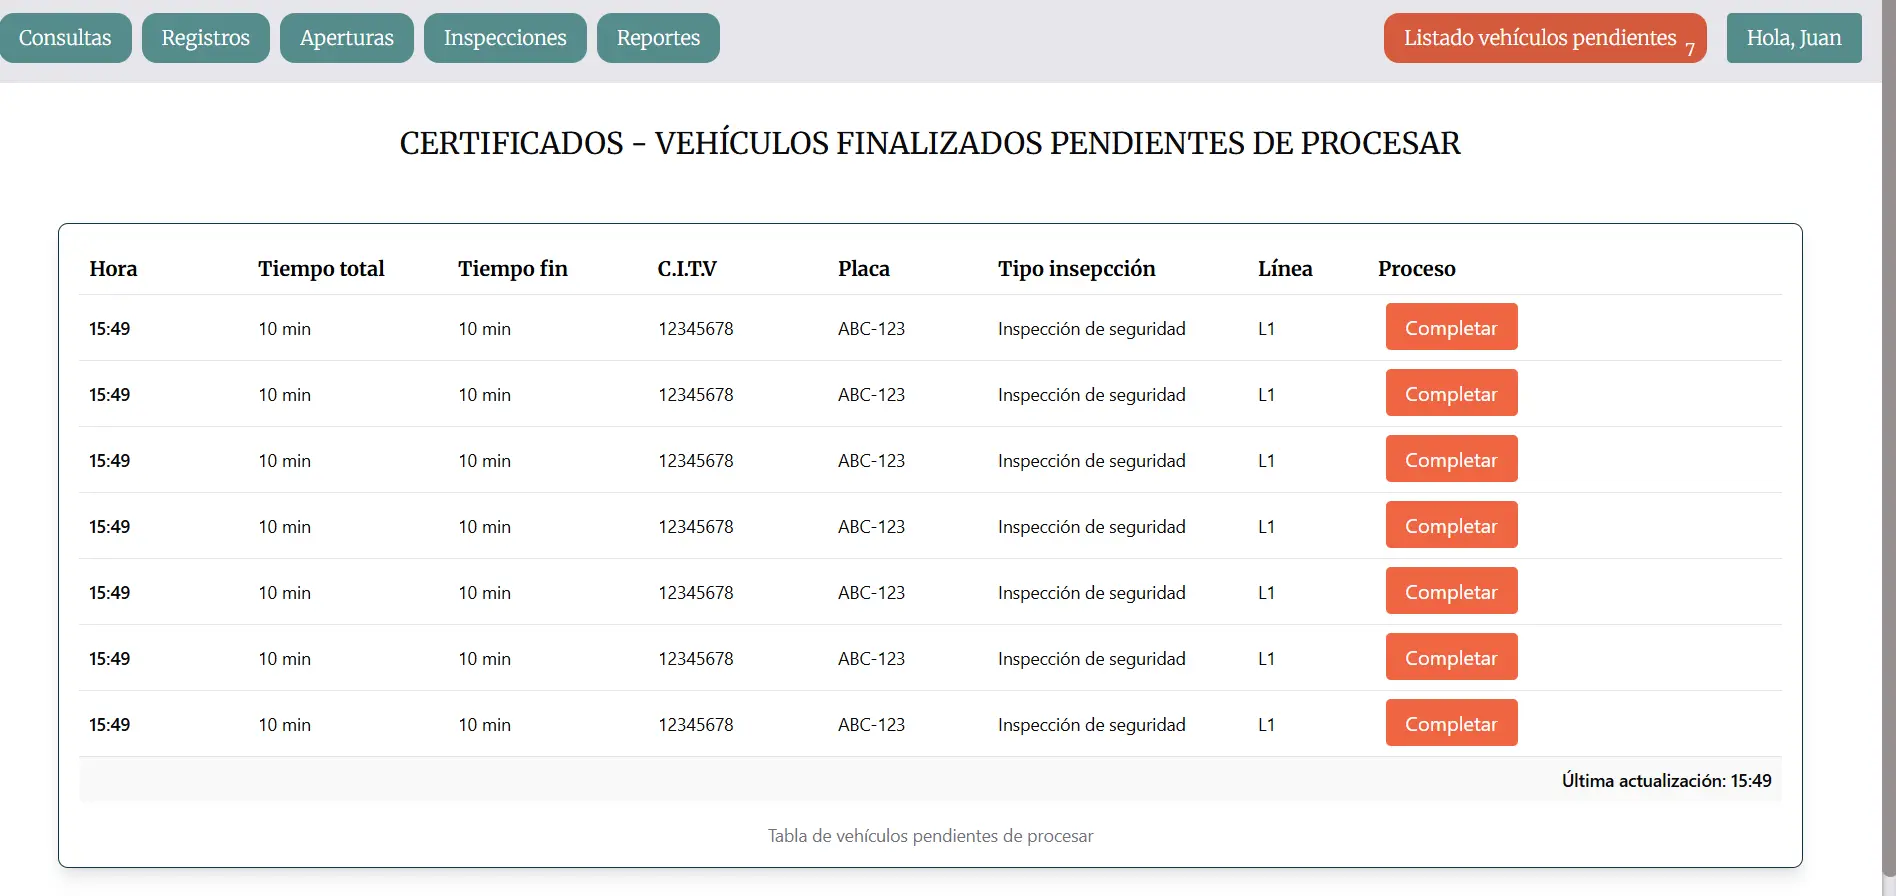 Consultas Registros Aperturas Inspecciones Reportes Listado vehículos pendientes 7 Hola, Juan
CERTIFICADOS - VEHÍCULOS FINALIZADOS PENDIENTES DE PROCESAR
Hora Tiempo total Tiempo fin C.I.T.V Placa Tipo insepcción Línea Proceso
15:49 10 min 10 min 12345678 ABC-123 Inspección de seguridad L1 Completar
15:49 10 min 10 min 12345678 ABC-123 Inspección de seguridad L1 Completar
15:49 10 min 10 min 12345678 ABC-123 Inspección de seguridad L1 Completar
15:49 10 min 10 min 12345678 ABC-123 Inspección de seguridad L1 Completar
15:49 10 min 10 min 12345678 ABC-123 Inspección de seguridad L1 Completar
15:49 10 min 10 min 12345678 ABC-123 Inspección de seguridad L1 Completar
15:49 10 min 10 min 12345678 ABC-123 Inspección de seguridad L1 Completar
Última actualización: 15:49
Tabla de vehículos pendientes de procesar